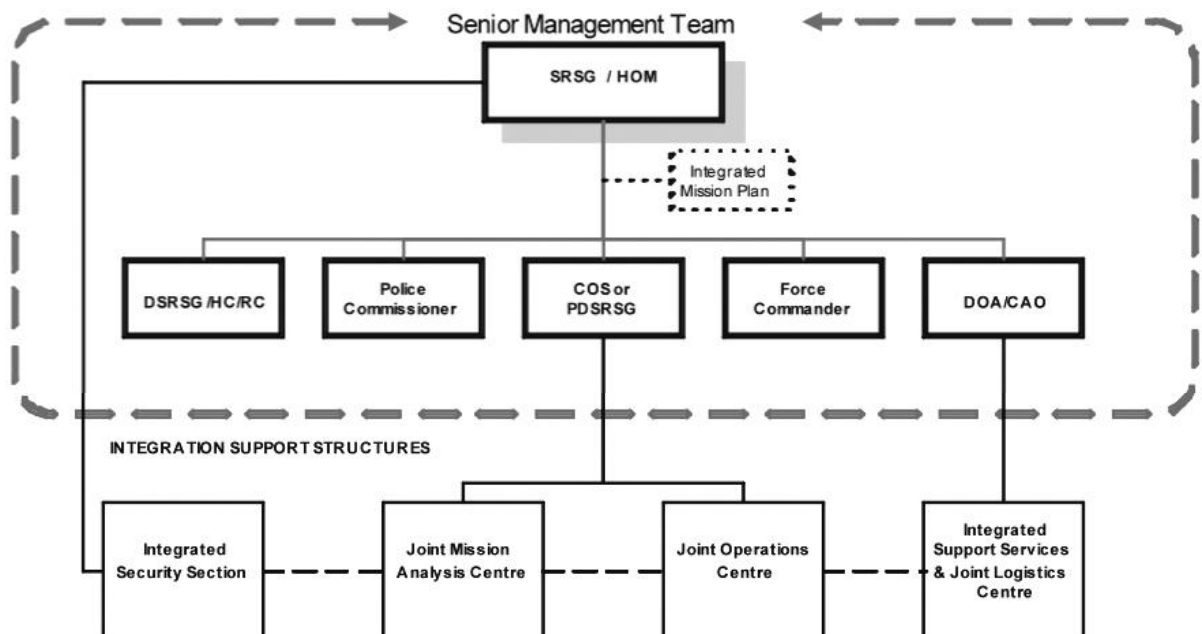 Senior Management Team
SRSG / HOM
Integrated
Mission Plan
DSRSG/HC/RC
Police
Commissioner
COS or
PDSRSG
Force
Commander
DOA/CAO
INTEGRATION SUPPORT STRUCTURES
Integrated
Security Section
Joint Mission
Analysis Centre
Joint Operations
Centre
Integrated
Support Services
& Joint Logistics
Centre